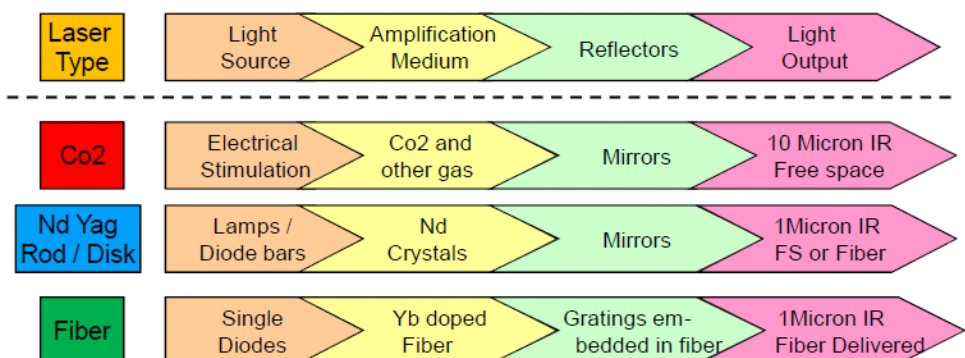 Laser
Type
Light
Source
Amplification
Medium
Reflectors
Light
Output
Co2
Electrical
Stimulation
Co2 and
other gas
Mirrors
10 Micron IR
Free space
Nd Yag
Rod / Disk
Lamps /
Diode bars
Nd
Crystals
Mirrors
1Micron IR
FS or Fiber
Fiber
Single
Diodes
Yb doped
Fiber
Gratings em-
bedded in fiber
1Micron IR
Fiber Delivered